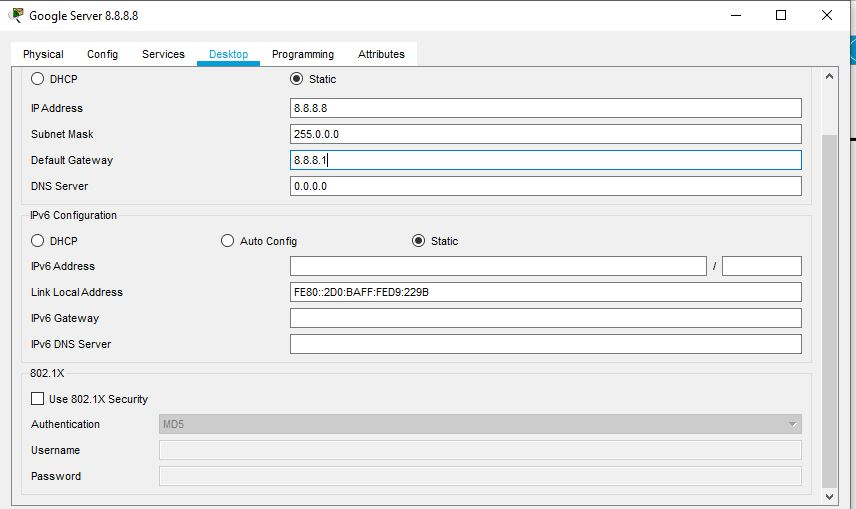 Google Server 8.8.8.8
Physical Config Services Desktop Programming Attributes
DHCP Static
IP Address 8.8.8.8
Subnet Mask 255.0.0.0
Default Gateway 8.8.8.1
DNS Server 0.0.0.0
IPv6 Configuration
DHCP Auto Config Static
IPv6 Address /
Link Local Address FE80::2D0:BAFF:FED9:229B
IPv6 Gateway
IPv6 DNS Server
802.1X
Use 802.1X Security
Authentication MD5
Username
Password